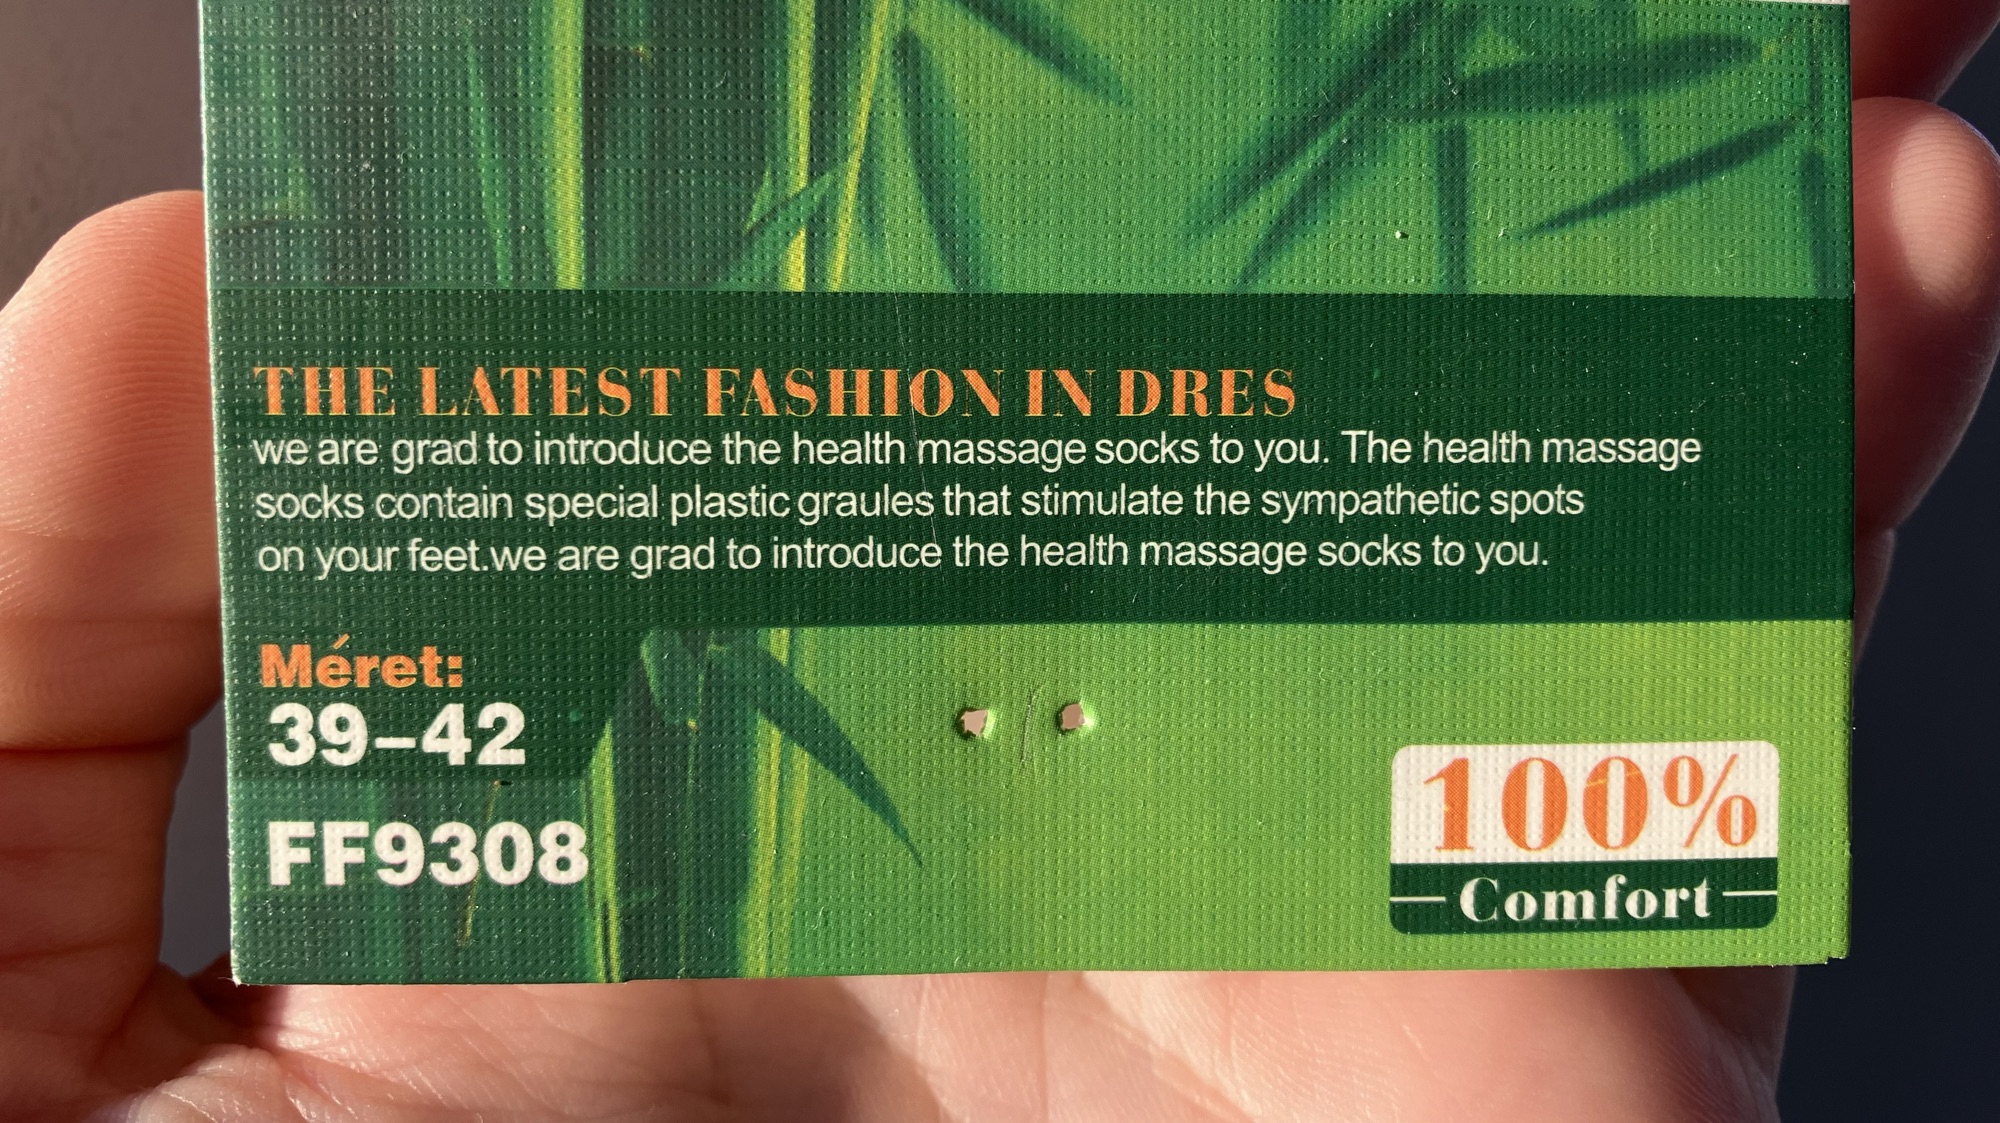 THE LATEST FASHION IN DRES
we are grad to introduce the health massage socks to you. The health massage
socks contain special plastic graules that stimulate the sympathetic spots
on your feet.we are grad to introduce the health massage socks to you.
Méret:
39-42
FF9308
100%
Comfort